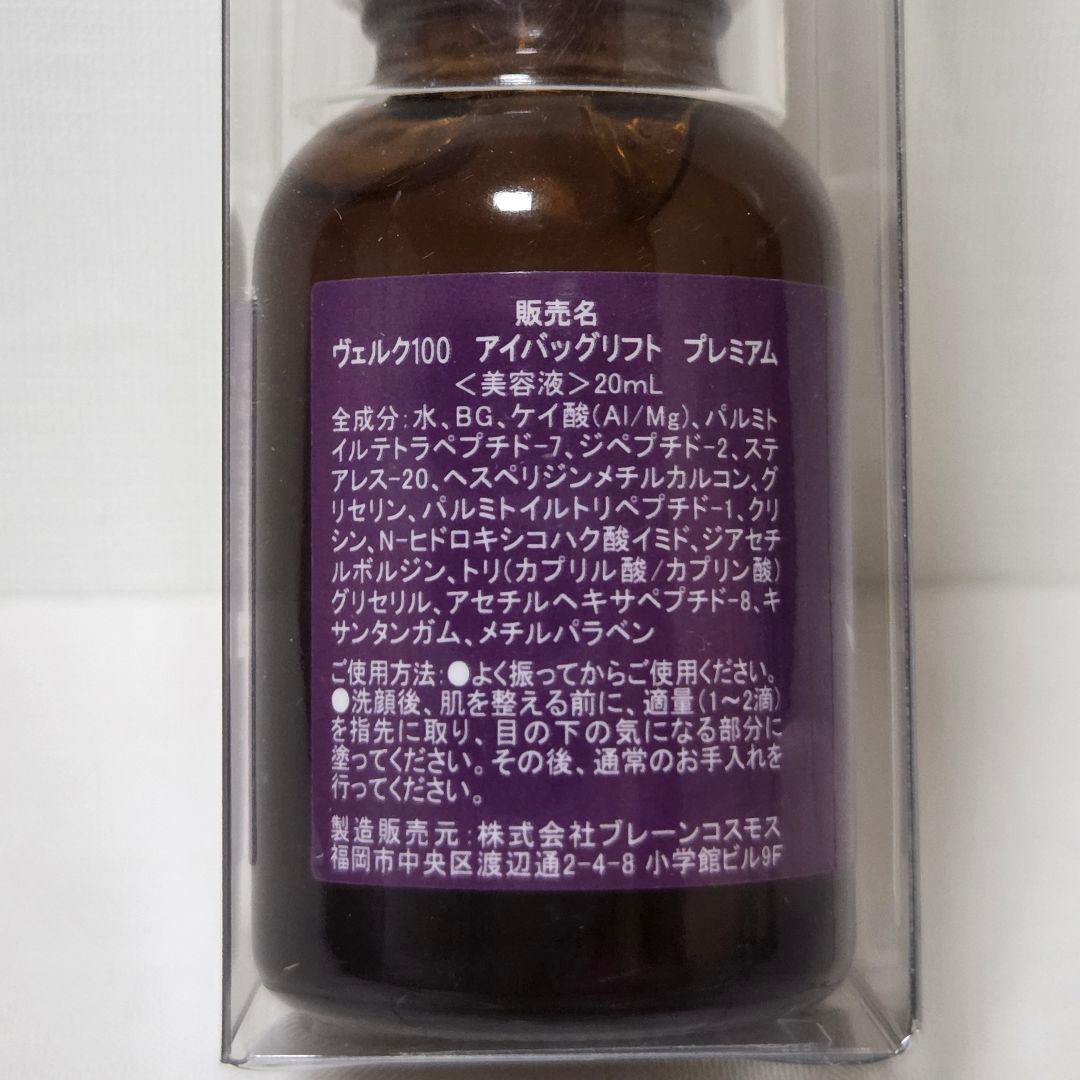 販売名
ヴェルク100 アイバッグリフト プレミアム
＜美容液＞20mL
全成分:水、BG、ケイ酸(Al/Mg)、パルミト
イルテトラペプチド-7、ジペプチド-2、ステ
アレス-20、ヘスペリジンメチルカルコン、グ
リセリン、パルミトイルトリペプチド-1、クリ
シン、N-ヒドロキシコハク酸イミド、ジアセチ
ルボルジン、トリ(カプリル酸/カプリン酸)
グリセリル、アセチルヘキサペプチド-8、キ
サンタンガム、メチルパラベン
ご使用方法:●よく振ってからご使用ください。
●洗顔後、肌を整える前に、適量(1～2滴)
を指先に取り、目の下の気になる部分に
塗ってください。その後、通常のお手入れを
行ってください。
製造販売元:株式会社ブレーンコスモス
福岡市中央区渡辺通2-4-8 小学館ビル9F